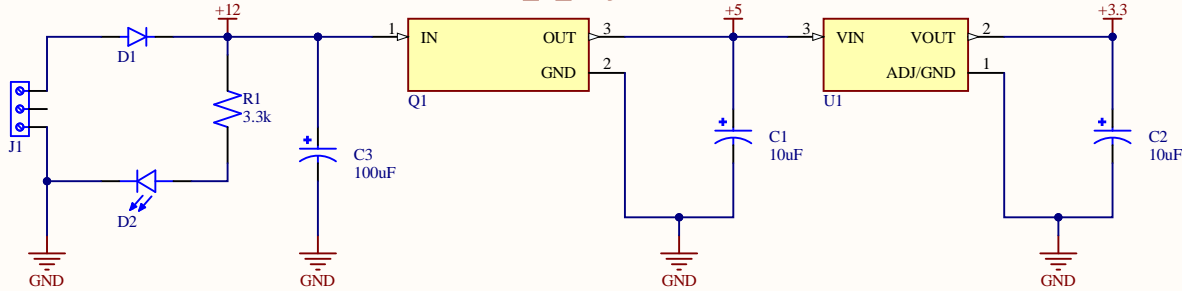 +12
+5
+3.3
D1
1
IN
OUT
3
3
VIN
VOUT
2
GND
2
ADJ/GND
1
Q1
U1
R1
3.3k
J1
C1
10uF
C2
10uF
C3
100uF
D2
GND
GND
GND
GND